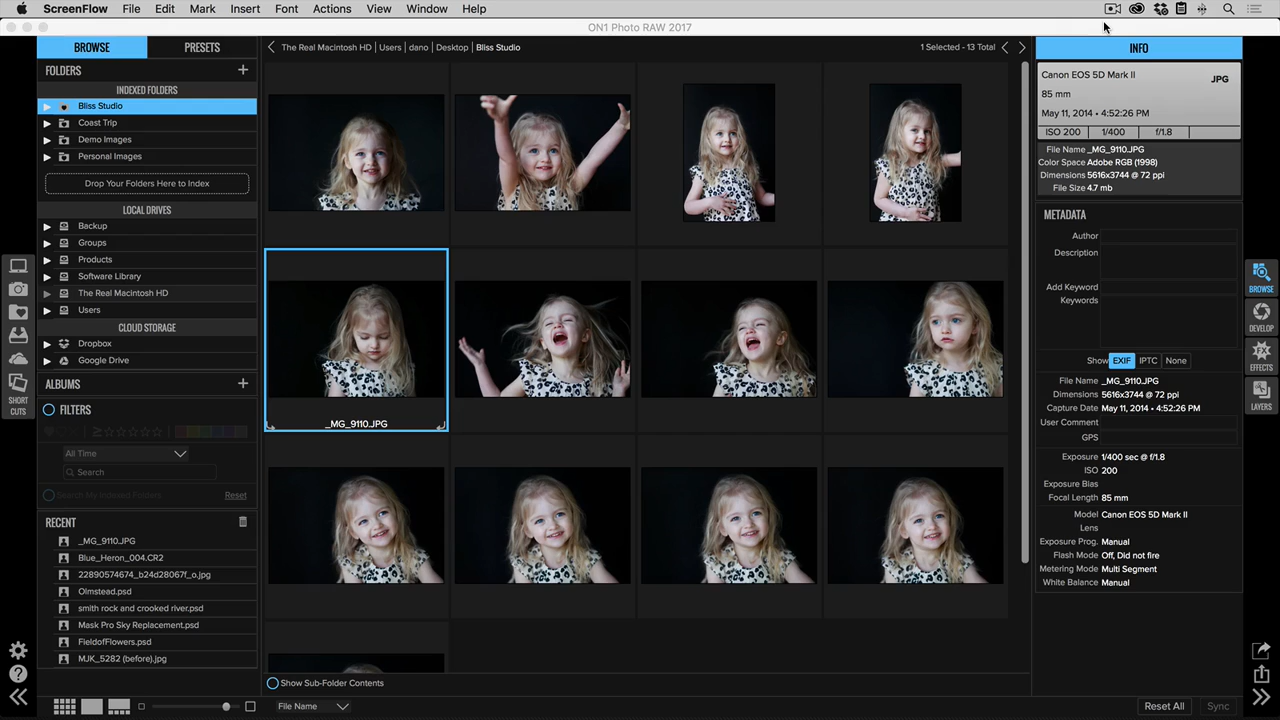 ScreenFlow File Edit Mark Insert Font Actions View Window Help
ON1 Photo RAW 2017
BROWSE PRESETS
FOLDERS
INDEXED FOLDERS
Bliss Studio
Coast Trip
Demo Images
Personal Images
Drop Your Folders Here to Index
LOCAL DRIVES
Backup
Groups
Products
Software Library
The Real Macintosh HD
Users
CLOUD STORAGE
Dropbox
Google Drive
ALBUMS
FILTERS
All Time
Search
Search My Indexed Folders Reset
RECENT
_MG_9110.JPG
Blue_Heron_004.CR2
22890574674_b24d28067f_o.jpg
Olmstead.psd
smith rock and crooked river.psd
Mask Pro Sky Replacement.psd
FieldofFlowers.psd
MJK_5282 (before).jpg
SHORT
CUTS
The Real Macintosh HD Users dano Desktop Bliss Studio
1 Selected - 13 Total
_MG_9110.JPG
Show Sub-Folder Contents
File Name
INFO
Canon EOS 5D Mark II JPG
85 mm
May 11, 2014 • 4:52:26 PM
ISO 200 1/400 f/1.8
File Name _MG_9110.JPG
Color Space Adobe RGB (1998)
Dimensions 5616x3744 @ 72 ppi
File Size 4.7 mb
METADATA
Author
Description
Add Keyword
Keywords
Show EXIF IPTC None
File Name _MG_9110.JPG
Dimensions 5616x3744 @ 72 ppi
Capture Date May 11, 2014 • 4:52:26 PM
User Comment
GPS
Exposure 1/400 sec @ f/1.8
ISO 200
Exposure Bias
Focal Length 85 mm
Model Canon EOS 5D Mark II
Lens
Exposure Prog. Manual
Flash Mode Off, Did not fire
Metering Mode Multi Segment
White Balance Manual
Reset All Sync
BROWSE
DEVELOP
EFFECTS
LAYERS